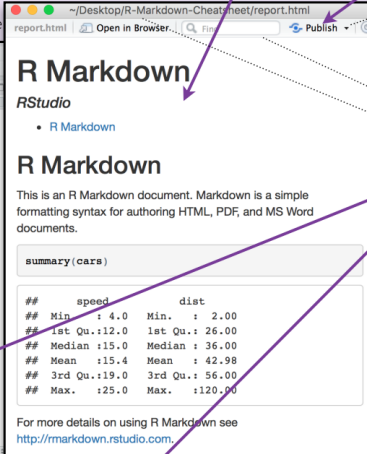 ~/Desktop/R-Markdown-Cheatsheet/report.html
report.html Open in Browser Find Publish
R Markdown
RStudio
• R Markdown
R Markdown
This is an R Markdown document. Markdown is a simple
formatting syntax for authoring HTML, PDF, and MS Word
documents.
summary(cars)
## speed dist
## Min. : 4.0 Min. : 2.00
## 1st Qu.:12.0 1st Qu.: 26.00
## Median :15.0 Median : 36.00
## Mean :15.4 Mean : 42.98
## 3rd Qu.:19.0 3rd Qu.: 56.00
## Max. :25.0 Max. :120.00
For more details on using R Markdown see
http://rmarkdown.rstudio.com.